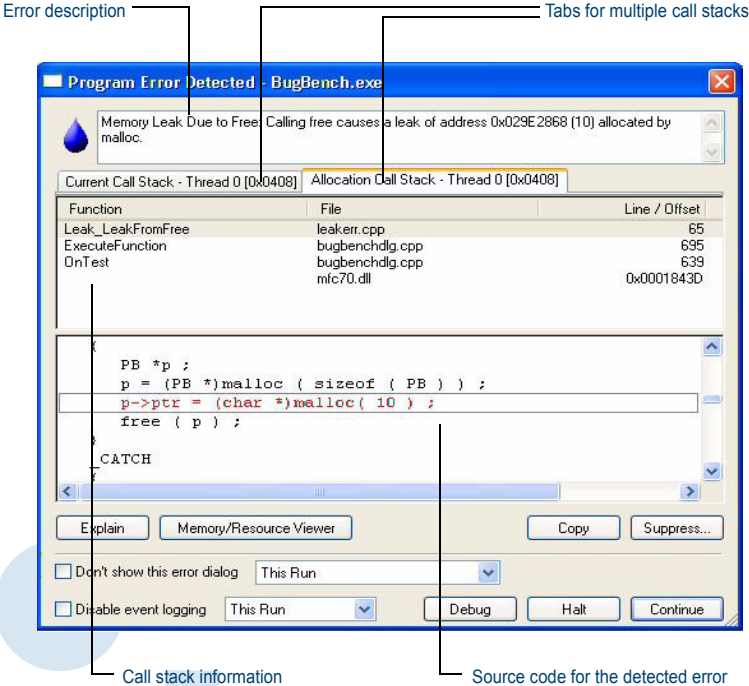 Error description
Tabs for multiple call stacks
Program Error Detected - BugBench.exe
Memory Leak Due to Free: Calling free causes a leak of address 0x029E2868 (10) allocated by
malloc.
Current Call Stack - Thread 0 [0x0408]
Allocation Call Stack - Thread 0 [0x0408]
Function File Line / Offset
Leak_LeakFromFree leakerr.cpp 65
ExecuteFunction bugbenchdlg.cpp 695
OnTest bugbenchdlg.cpp 639
mfc70.dll 0x0001843D
{
PB *p ;
p = (PB *)malloc ( sizeof ( PB ) ) ;
p->ptr = (char *)malloc( 10 ) ;
free ( p ) ;
}
_CATCH
{
Explain Memory/Resource Viewer Copy Suppress...
Don't show this error dialog This Run
Disable event logging This Run Debug Halt Continue
Call stack information
Source code for the detected error